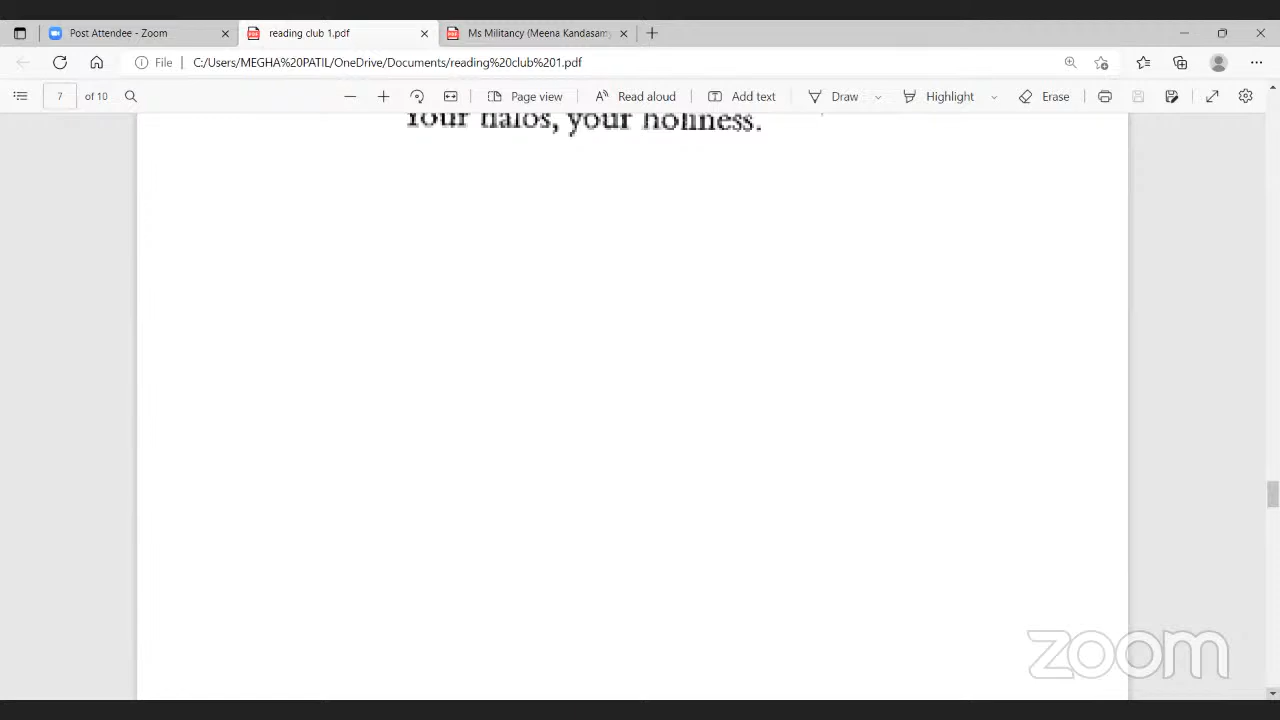 Post Attendee - Zoom
reading club 1.pdf
Ms Militancy (Meena Kandasam
File
C:/Users/MEGHA%20PATIL/OneDrive/Documents/reading%20club%201.pdf
7 of 10
Page view
Read aloud
Add text
Draw
Highlight
Erase
Your halos, your holiness.
zoom